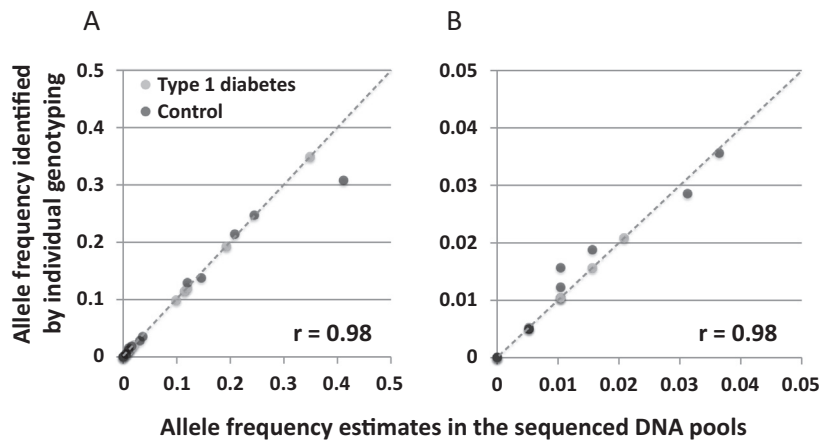 A
B
Allele frequency identified
by individual genotyping
0.5
0.4
0.3
0.2
0.1
0
Type 1 diabetes
Control
r = 0.98
0 0.1 0.2 0.3 0.4 0.5
0.05
0.04
0.03
0.02
0.010
0
r = 0.98
0 0.01 0.02 0.03 0.04 0.05
Allele frequency estimates in the sequenced DNA pools